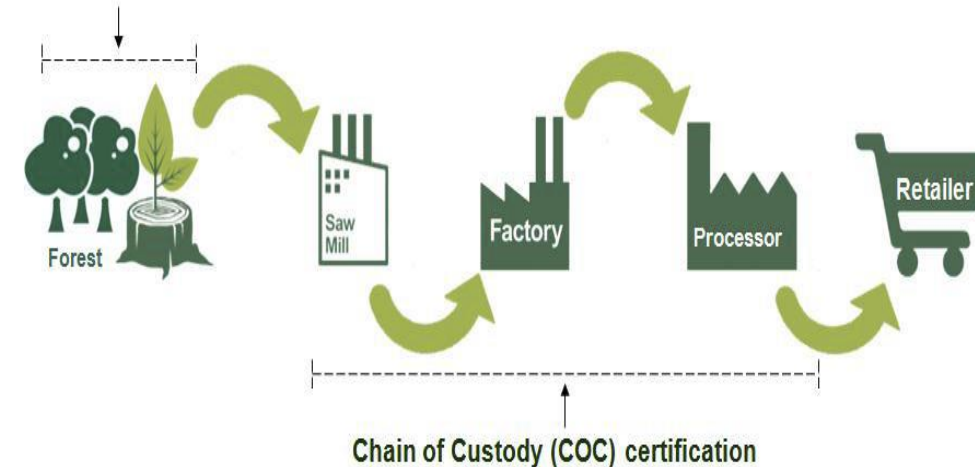 Forest
Saw
Mill
Factory
Processor
Retailer
Chain of Custody (COC) certification